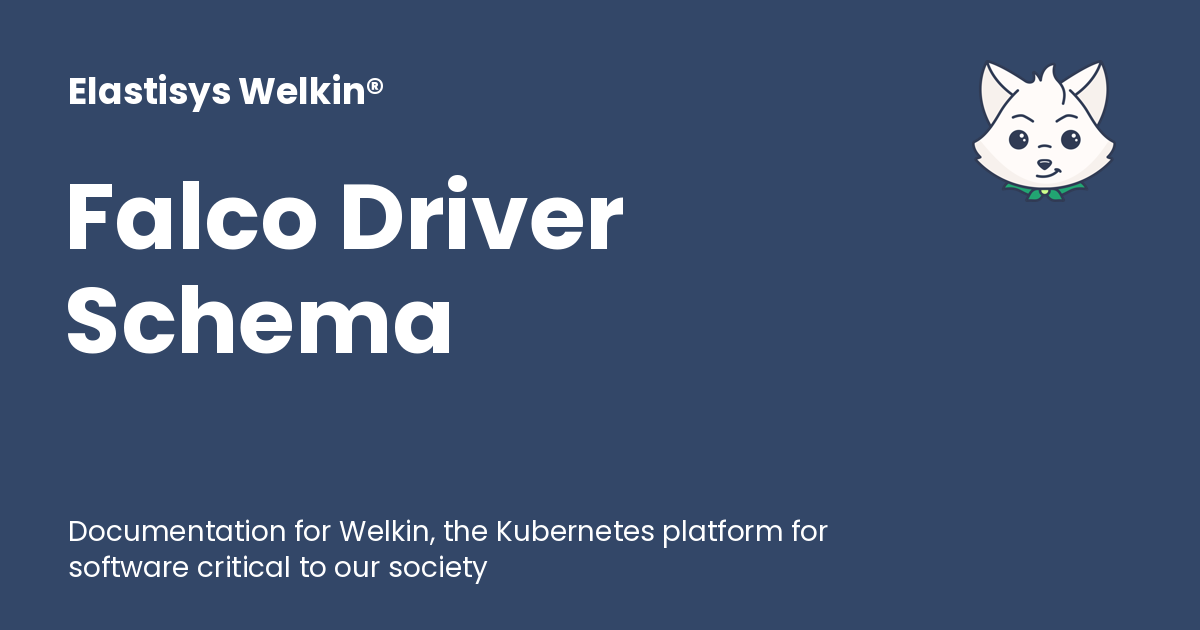 Elastisys Welkin®
Falco Driver
Schema
Documentation for Welkin, the Kubernetes platform for
software critical to our society